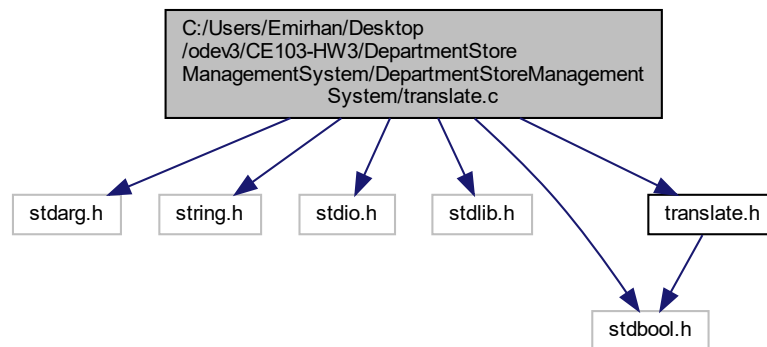 C:/Users/Emirhan/Desktop
/odev3/CE103-HW3/DepartmentStore
ManagementSystem/DepartmentStoreManagement
System/translate.c
stdarg.h
string.h
stdio.h
stdlib.h
translate.h
stdbool.h